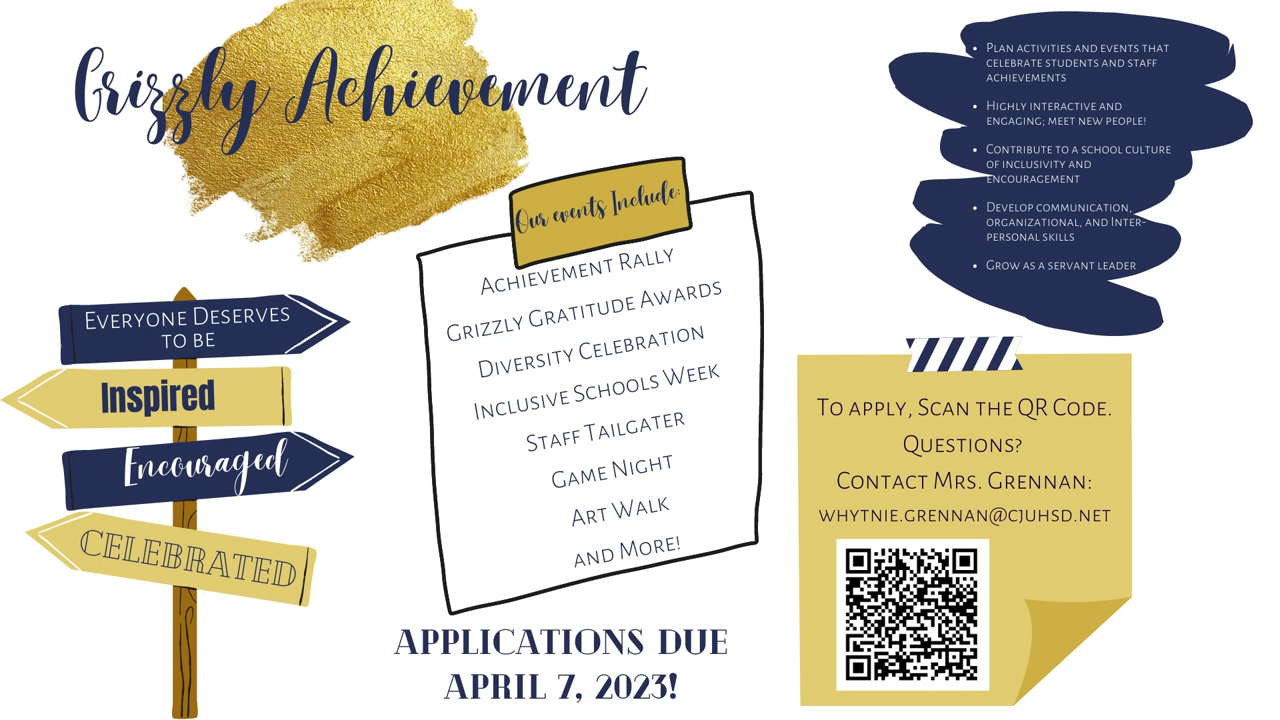 Grizzly Achievement
Everyone Deserves
to be
Inspired
Encouraged
CELEBRATED
Our events Include:
Achievement Rally
Grizzly Gratitude Awards
Diversity Celebration
Inclusive Schools Week
Staff Tailgater
Game Night
Art Walk
and More!
APPLICATIONS DUE
APRIL 7, 2023!
• Plan activities and events that
celebrate students and staff
achievements
• Highly interactive and
engaging; meet new people!
• Contribute to a school culture
of inclusivity and
encouragement
• Develop communication,
organizational, and Inter-
personal skills
• Grow as a servant leader
To apply, Scan the QR Code.
Questions?
Contact Mrs. Grennan:
whytnie.grennan@cjuhsd.net